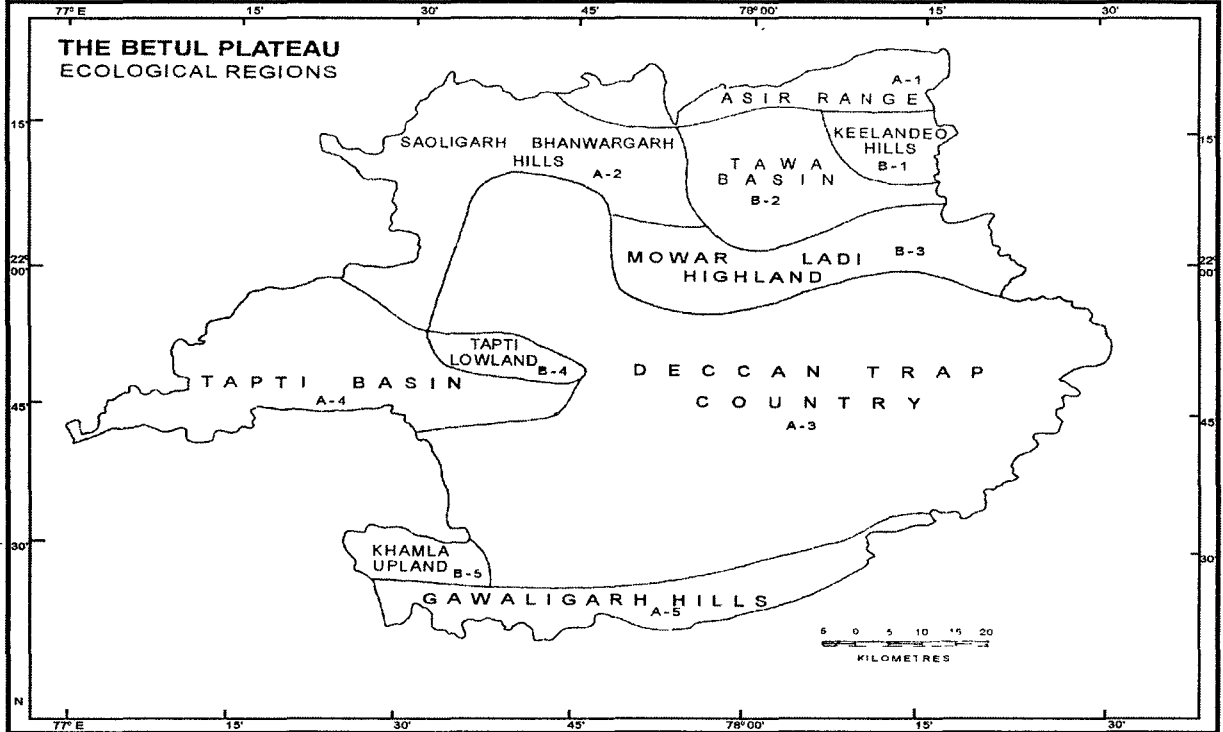 77° E 15' 30' 45' 78° 00' 15' 30'
THE BETUL PLATEAU
ECOLOGICAL REGIONS
A-1
ASIR RANGE
15' 15'
SAOLIGARH BHANWARGARH
HILLS
A-2
KEELANDEO
HILLS
B-1
TAWA
BASIN
B-2
22° 00' 22° 00'
MOWAR LADI B-3
HIGHLAND
TAPTI
LOWLAND B-4
TAPTI BASIN
A-4
DECCAN TRAP
COUNTRY
A-3
45' 45'
30' 30'
KHAMLA
UPLAND B-5
GAWALIGARH HILLS
A-5
5 0 5 10 15 20
KILOMETRES
N
77° E 15' 30' 45' 78° 00' 15' 30'